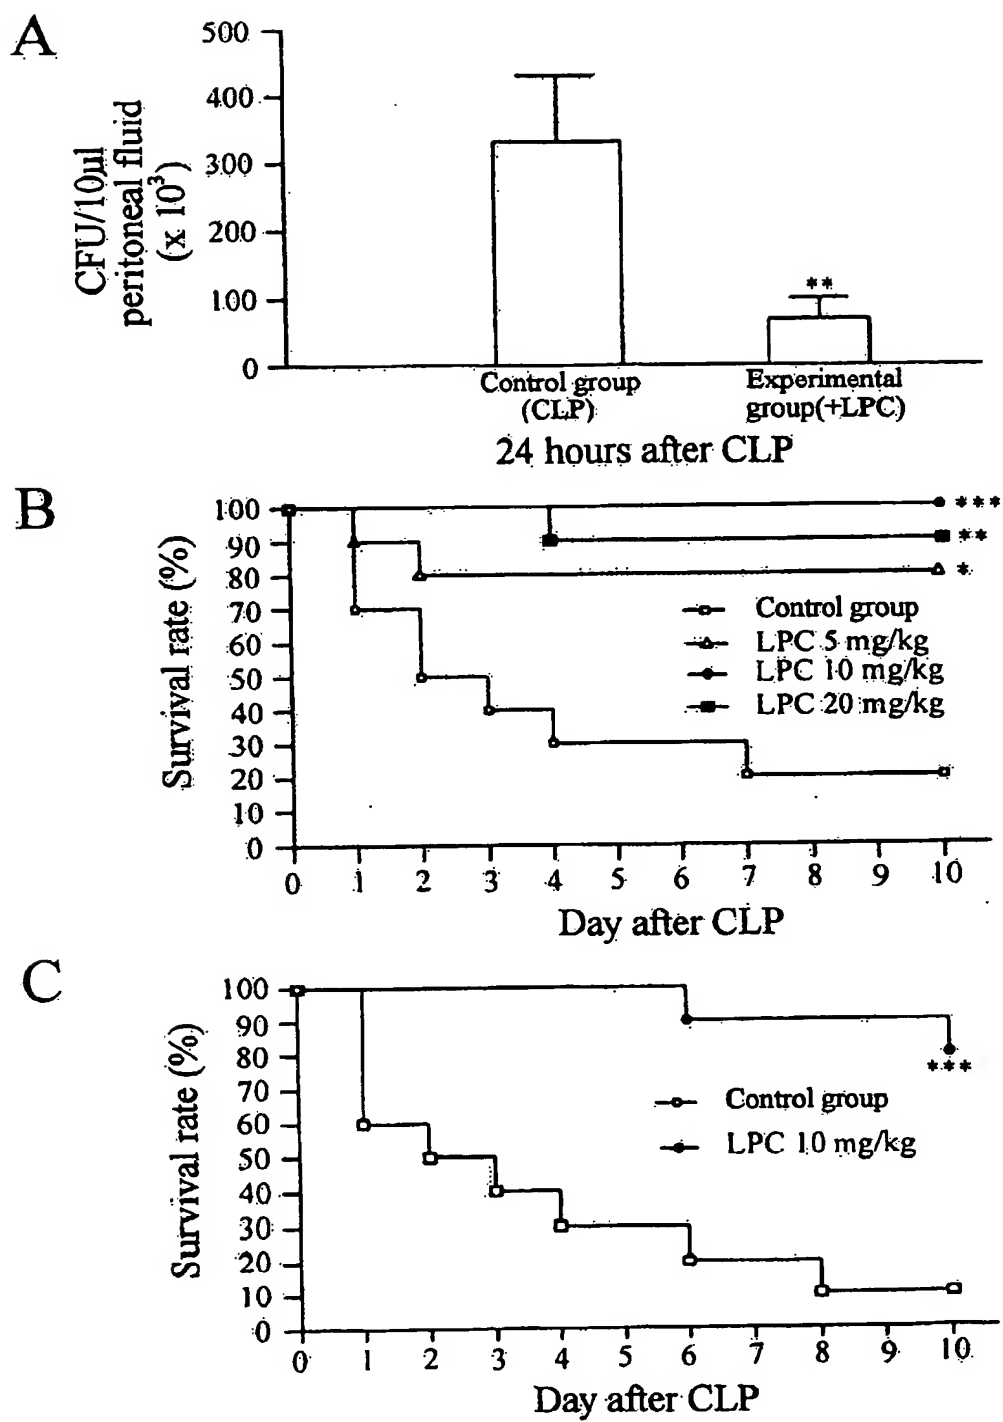 A
500
400
300
200
100
0
CFU/10μl
peritoneal fluid
(x 10³)
**
Control group
(CLP)
Experimental
group(+LPC)
24 hours after CLP
B
100
90
80
70
60
50
40
30
20
10
0
Survival rate (%)
***
**
*
Control group
LPC 5 mg/kg
LPC 10 mg/kg
LPC 20 mg/kg
0 1 2 3 4 5 6 7 8 9 10
Day after CLP
C
100
90
80
70
60
50
40
30
20
10
0
Survival rate (%)
***
Control group
LPC 10 mg/kg
0 1 2 3 4 5 6 7 8 9 10
Day after CLP